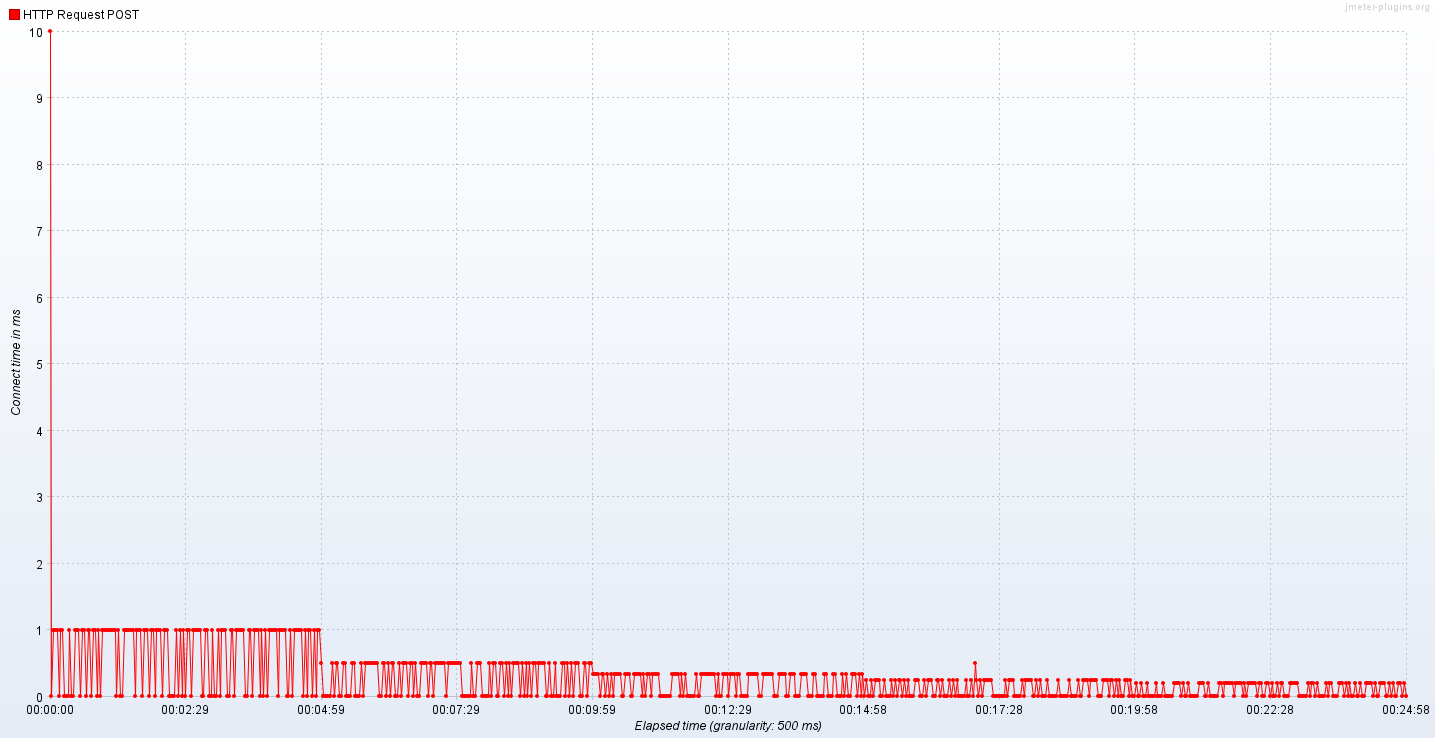 HTTP Request POST
jmeter-plugins.org
10
9
8
7
6
5
4
3
2
1
0
Connect time in ms
00:00:00 00:02:29 00:04:59 00:07:29 00:09:59 00:12:29 00:14:58 00:17:28 00:19:58 00:22:28 00:24:58
Elapsed time (granularity: 500 ms)